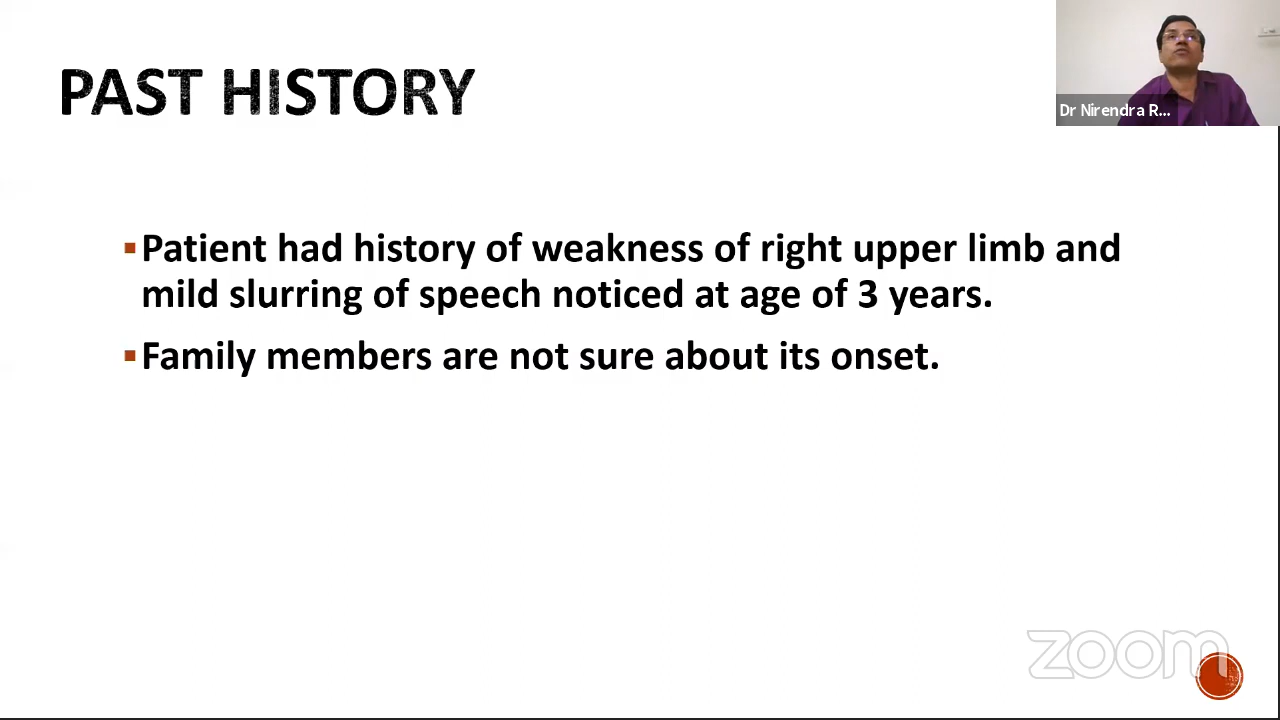 PAST HISTORY
Dr Nirendra R...
▪Patient had history of weakness of right upper limb and
mild slurring of speech noticed at age of 3 years.
▪Family members are not sure about its onset.
zoom